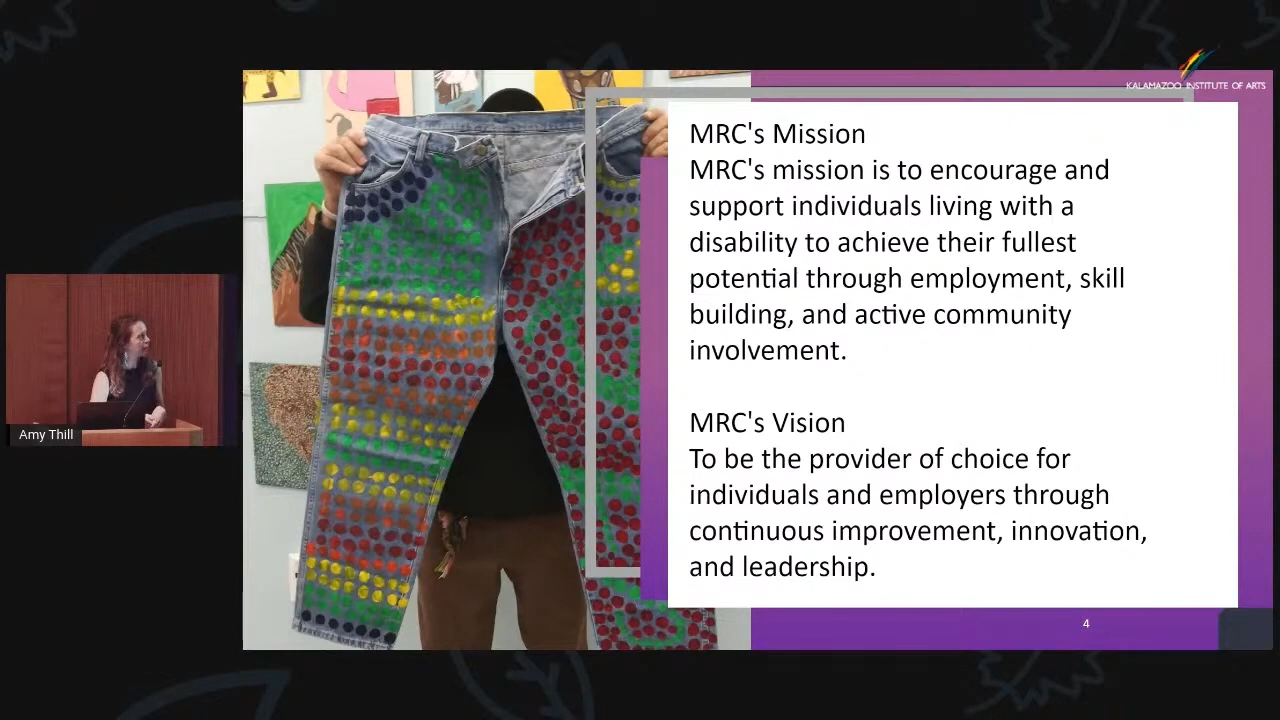 KALAMAZOO INSTITUTE OF ARTS
MRC's Mission
MRC's mission is to encourage and
support individuals living with a
disability to achieve their fullest
potential through employment, skill
building, and active community
involvement.
MRC's Vision
To be the provider of choice for
individuals and employers through
continuous improvement, innovation,
and leadership.
4
Amy Thill